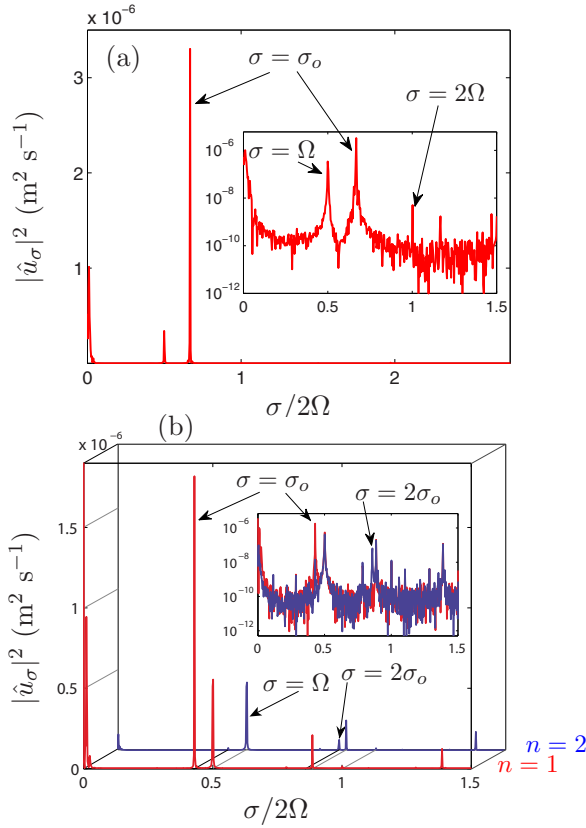 x 10⁻⁶
(a)
σ = σₒ
σ = 2Ω
σ = Ω
10⁻⁶
10⁻⁸
10⁻¹⁰
10⁻¹²
0 0.5 1 1.5
3
2
1
0
|û_σ|² (m² s⁻¹)
0 1 2
σ/2Ω
(b)
x 10⁻⁶
σ = σₒ
σ = 2σₒ
10⁻⁶
10⁻⁸
10⁻¹⁰
10⁻¹²
0 0.5 1 1.5
σ = Ω
σ = 2σₒ
1.5
1
0.5
0
|û_σ|² (m² s⁻¹)
n = 2
n = 1
0 0.5 1 1.5
σ/2Ω